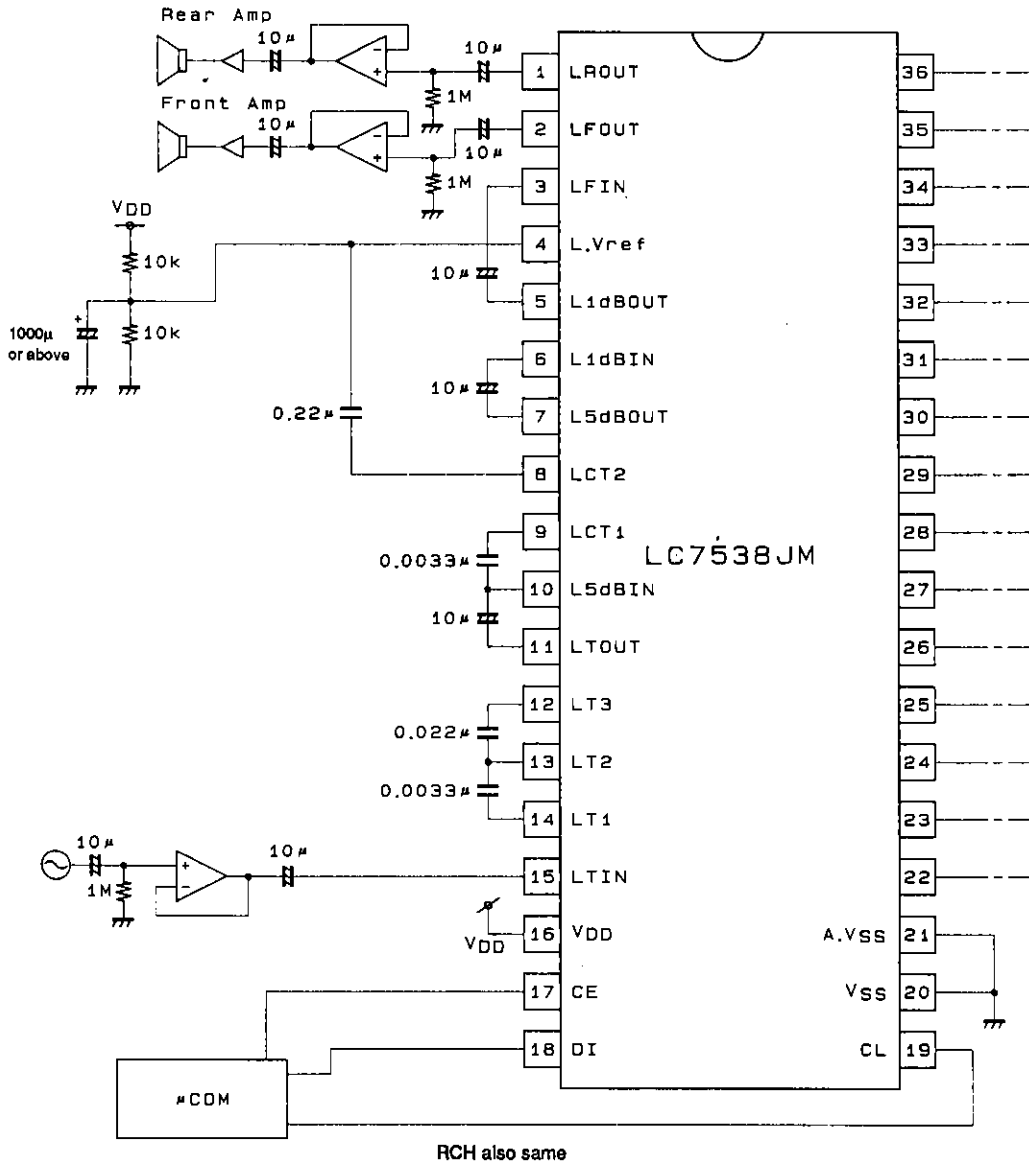 Rear Amp
10μ
10μ
1M
Front Amp
10μ
10μ
1M
VDD
10k
10k
+
1000μ
or above
0.22μ
10μ
10μ
0.0033μ
10μ
0.022μ
0.0033μ
10μ
1M
10μ
VDD
μCOM
LC7538JM
1 LROUT
2 LFOUT
3 LFIN
4 L.Vref
5 L1dBOUT
6 L1dBIN
7 L5dBOUT
8 LCT2
9 LCT1
10 L5dBIN
11 LTOUT
12 LT3
13 LT2
14 LT1
15 LTIN
16 VDD
17 CE
18 DI
36
35
34
33
32
31
30
29
28
27
26
25
24
23
22
A.VSS 21
VSS 20
CL 19
RCH also same